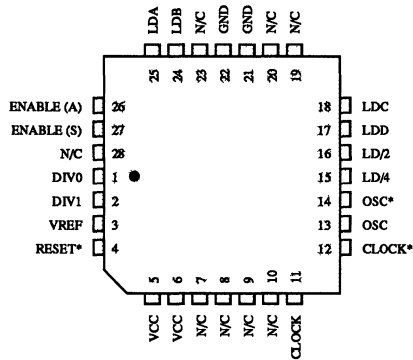 LDA LDB N/C GND GND N/C N/C
25 24 23 22 21 20 19
ENABLE (A) 26 18 LDC
ENABLE (S) 27 17 LDD
N/C 28 16 LD/2
DIV0 1 15 LD/4
DIV1 2 14 OSC*
VREF 3 13 OSC
RESET* 4 12 CLOCK*
5 6 7 8 9 10 11
VCC VCC N/C N/C N/C N/C CLOCK